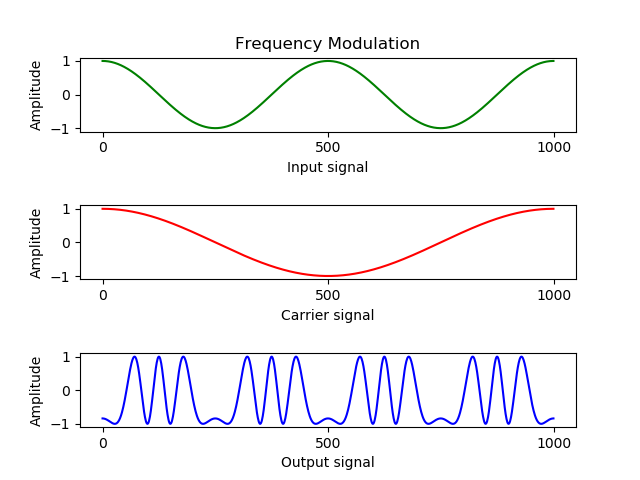 Frequency Modulation
Amplitude
1
0
−1
0 500 1000
Input signal
Amplitude
1
0
−1
0 500 1000
Carrier signal
Amplitude
1
0
−1
0 500 1000
Output signal